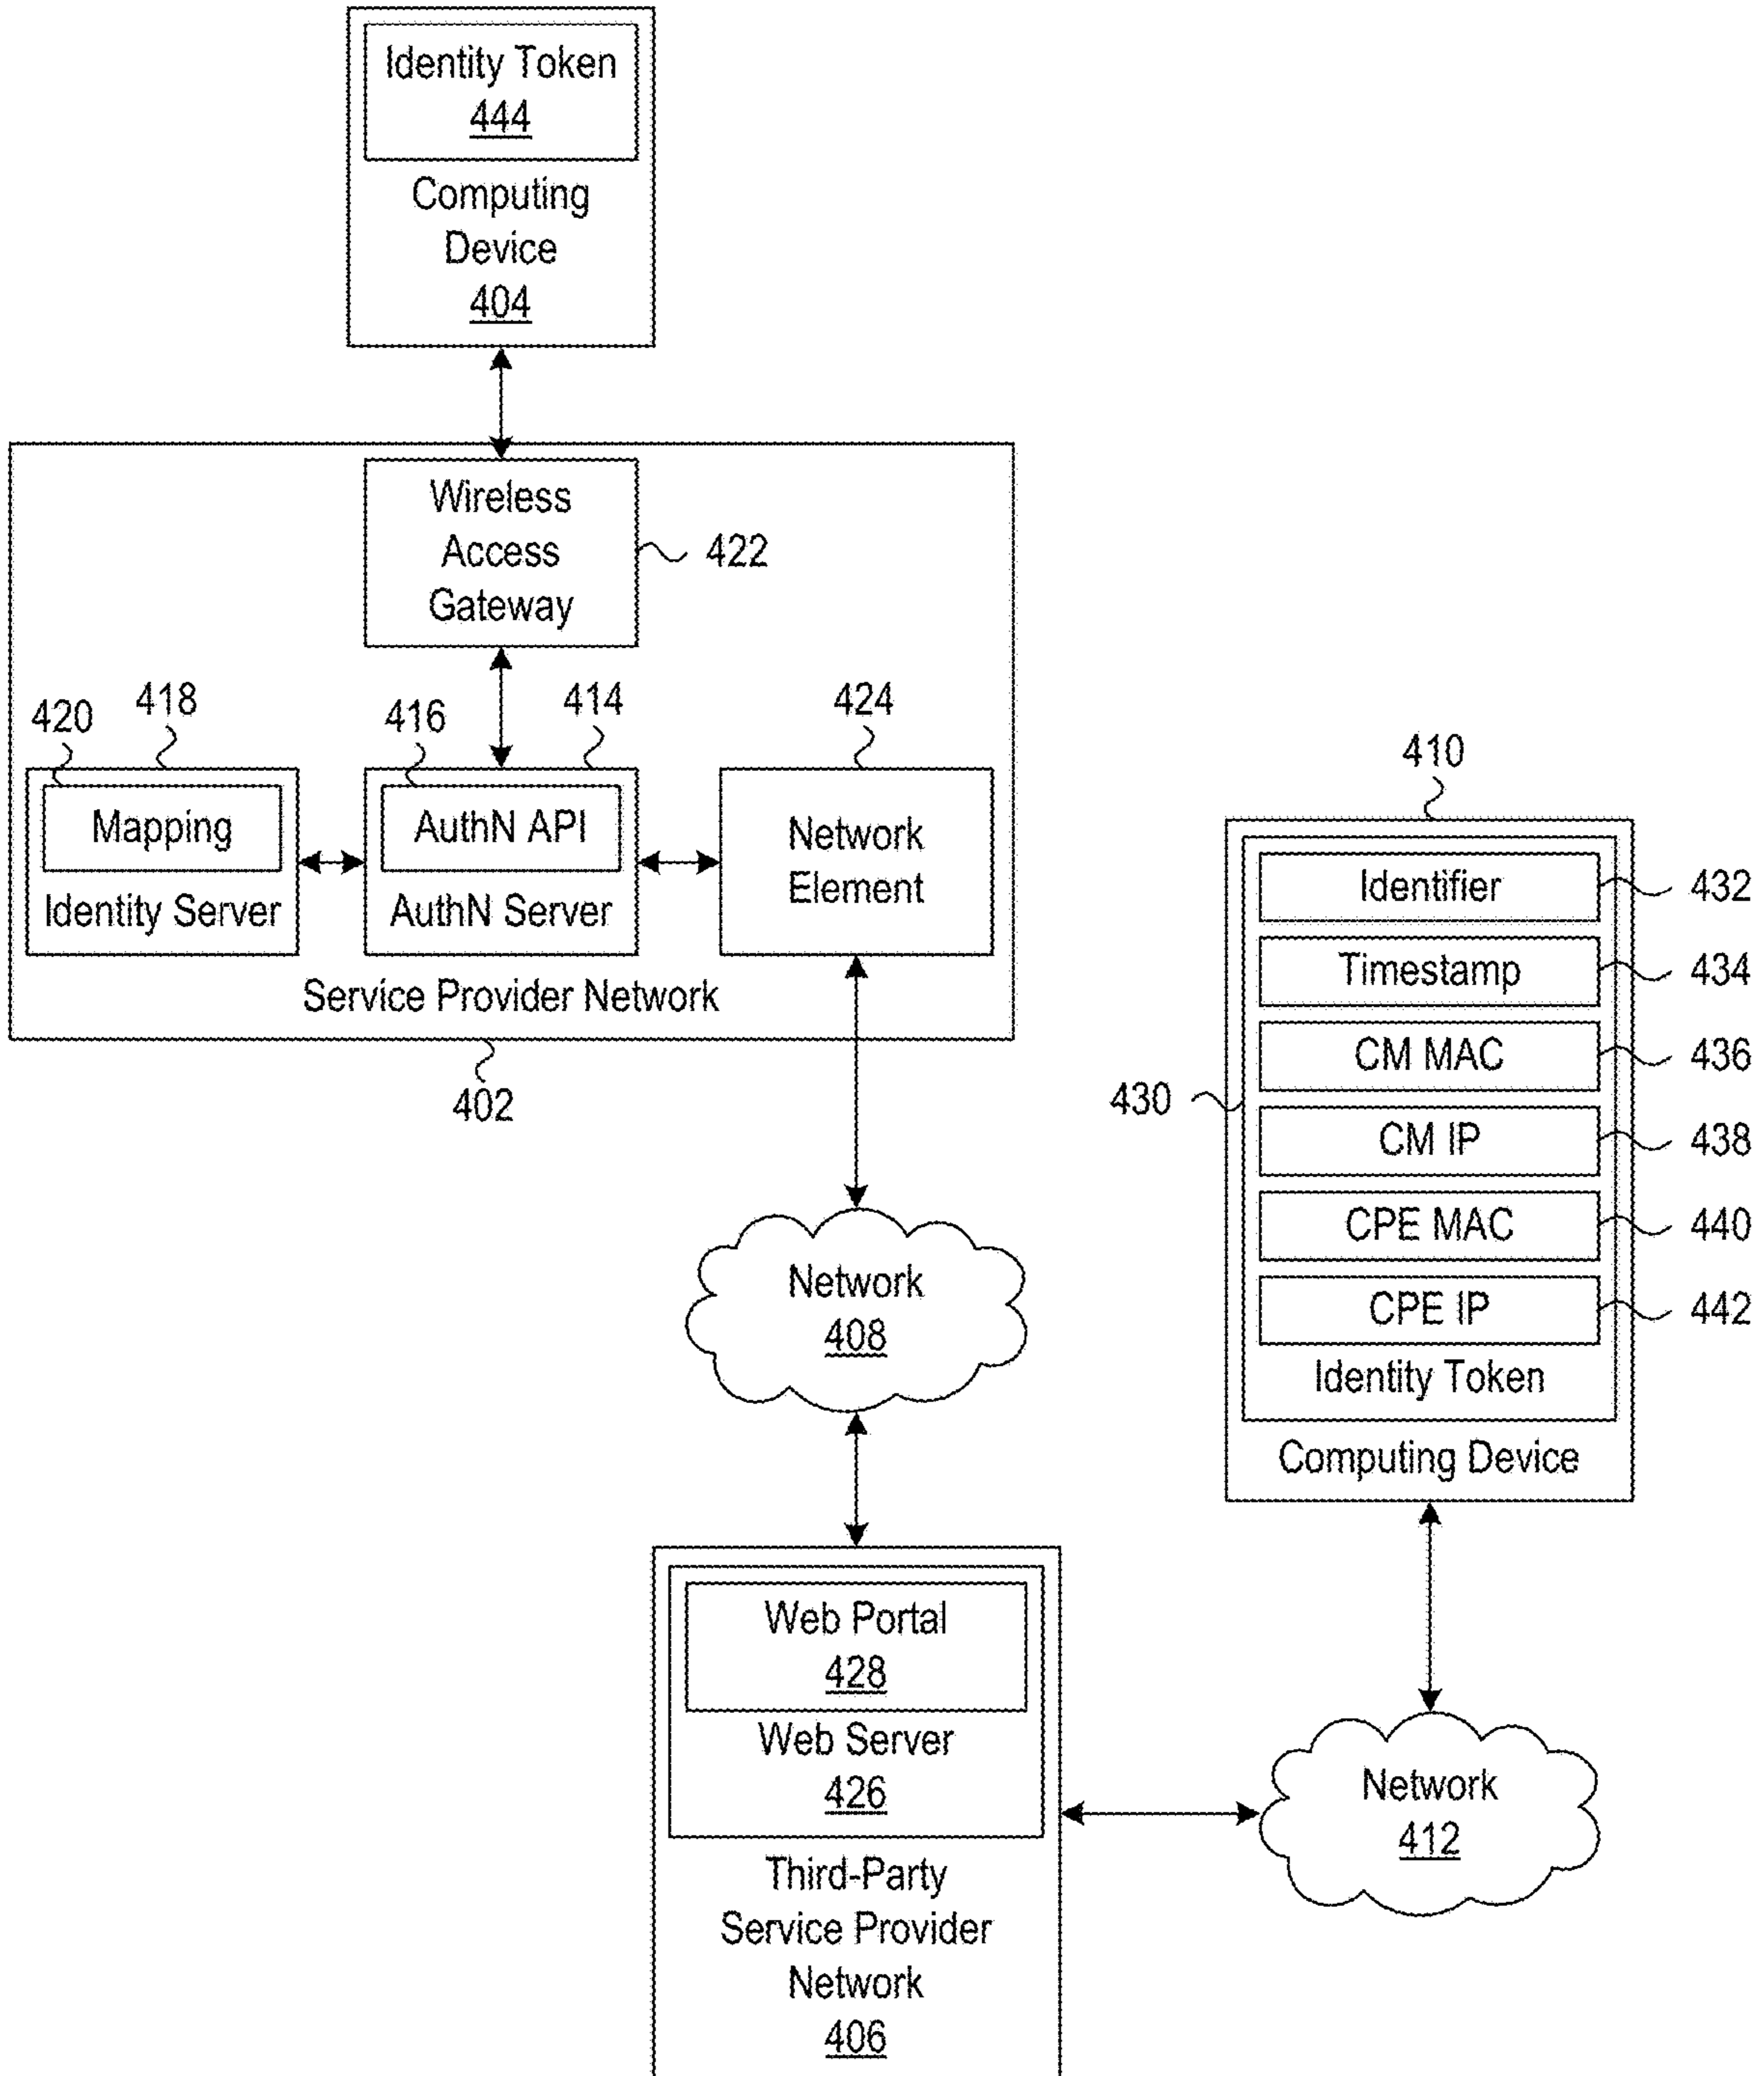 Identity Token
444
Computing
Device
404
Wireless
Access
Gateway
422
420
418
416
414
424
Mapping
Identity Server
AuthN API
AuthN Server
Network
Element
Service Provider Network
402
410
Identifier
432
Timestamp
434
CM MAC
436
430
CM IP
438
CPE MAC
440
CPE IP
442
Identity Token
Computing Device
Network
408
Web Portal
428
Web Server
426
Third-Party
Service Provider
Network
406
Network
412